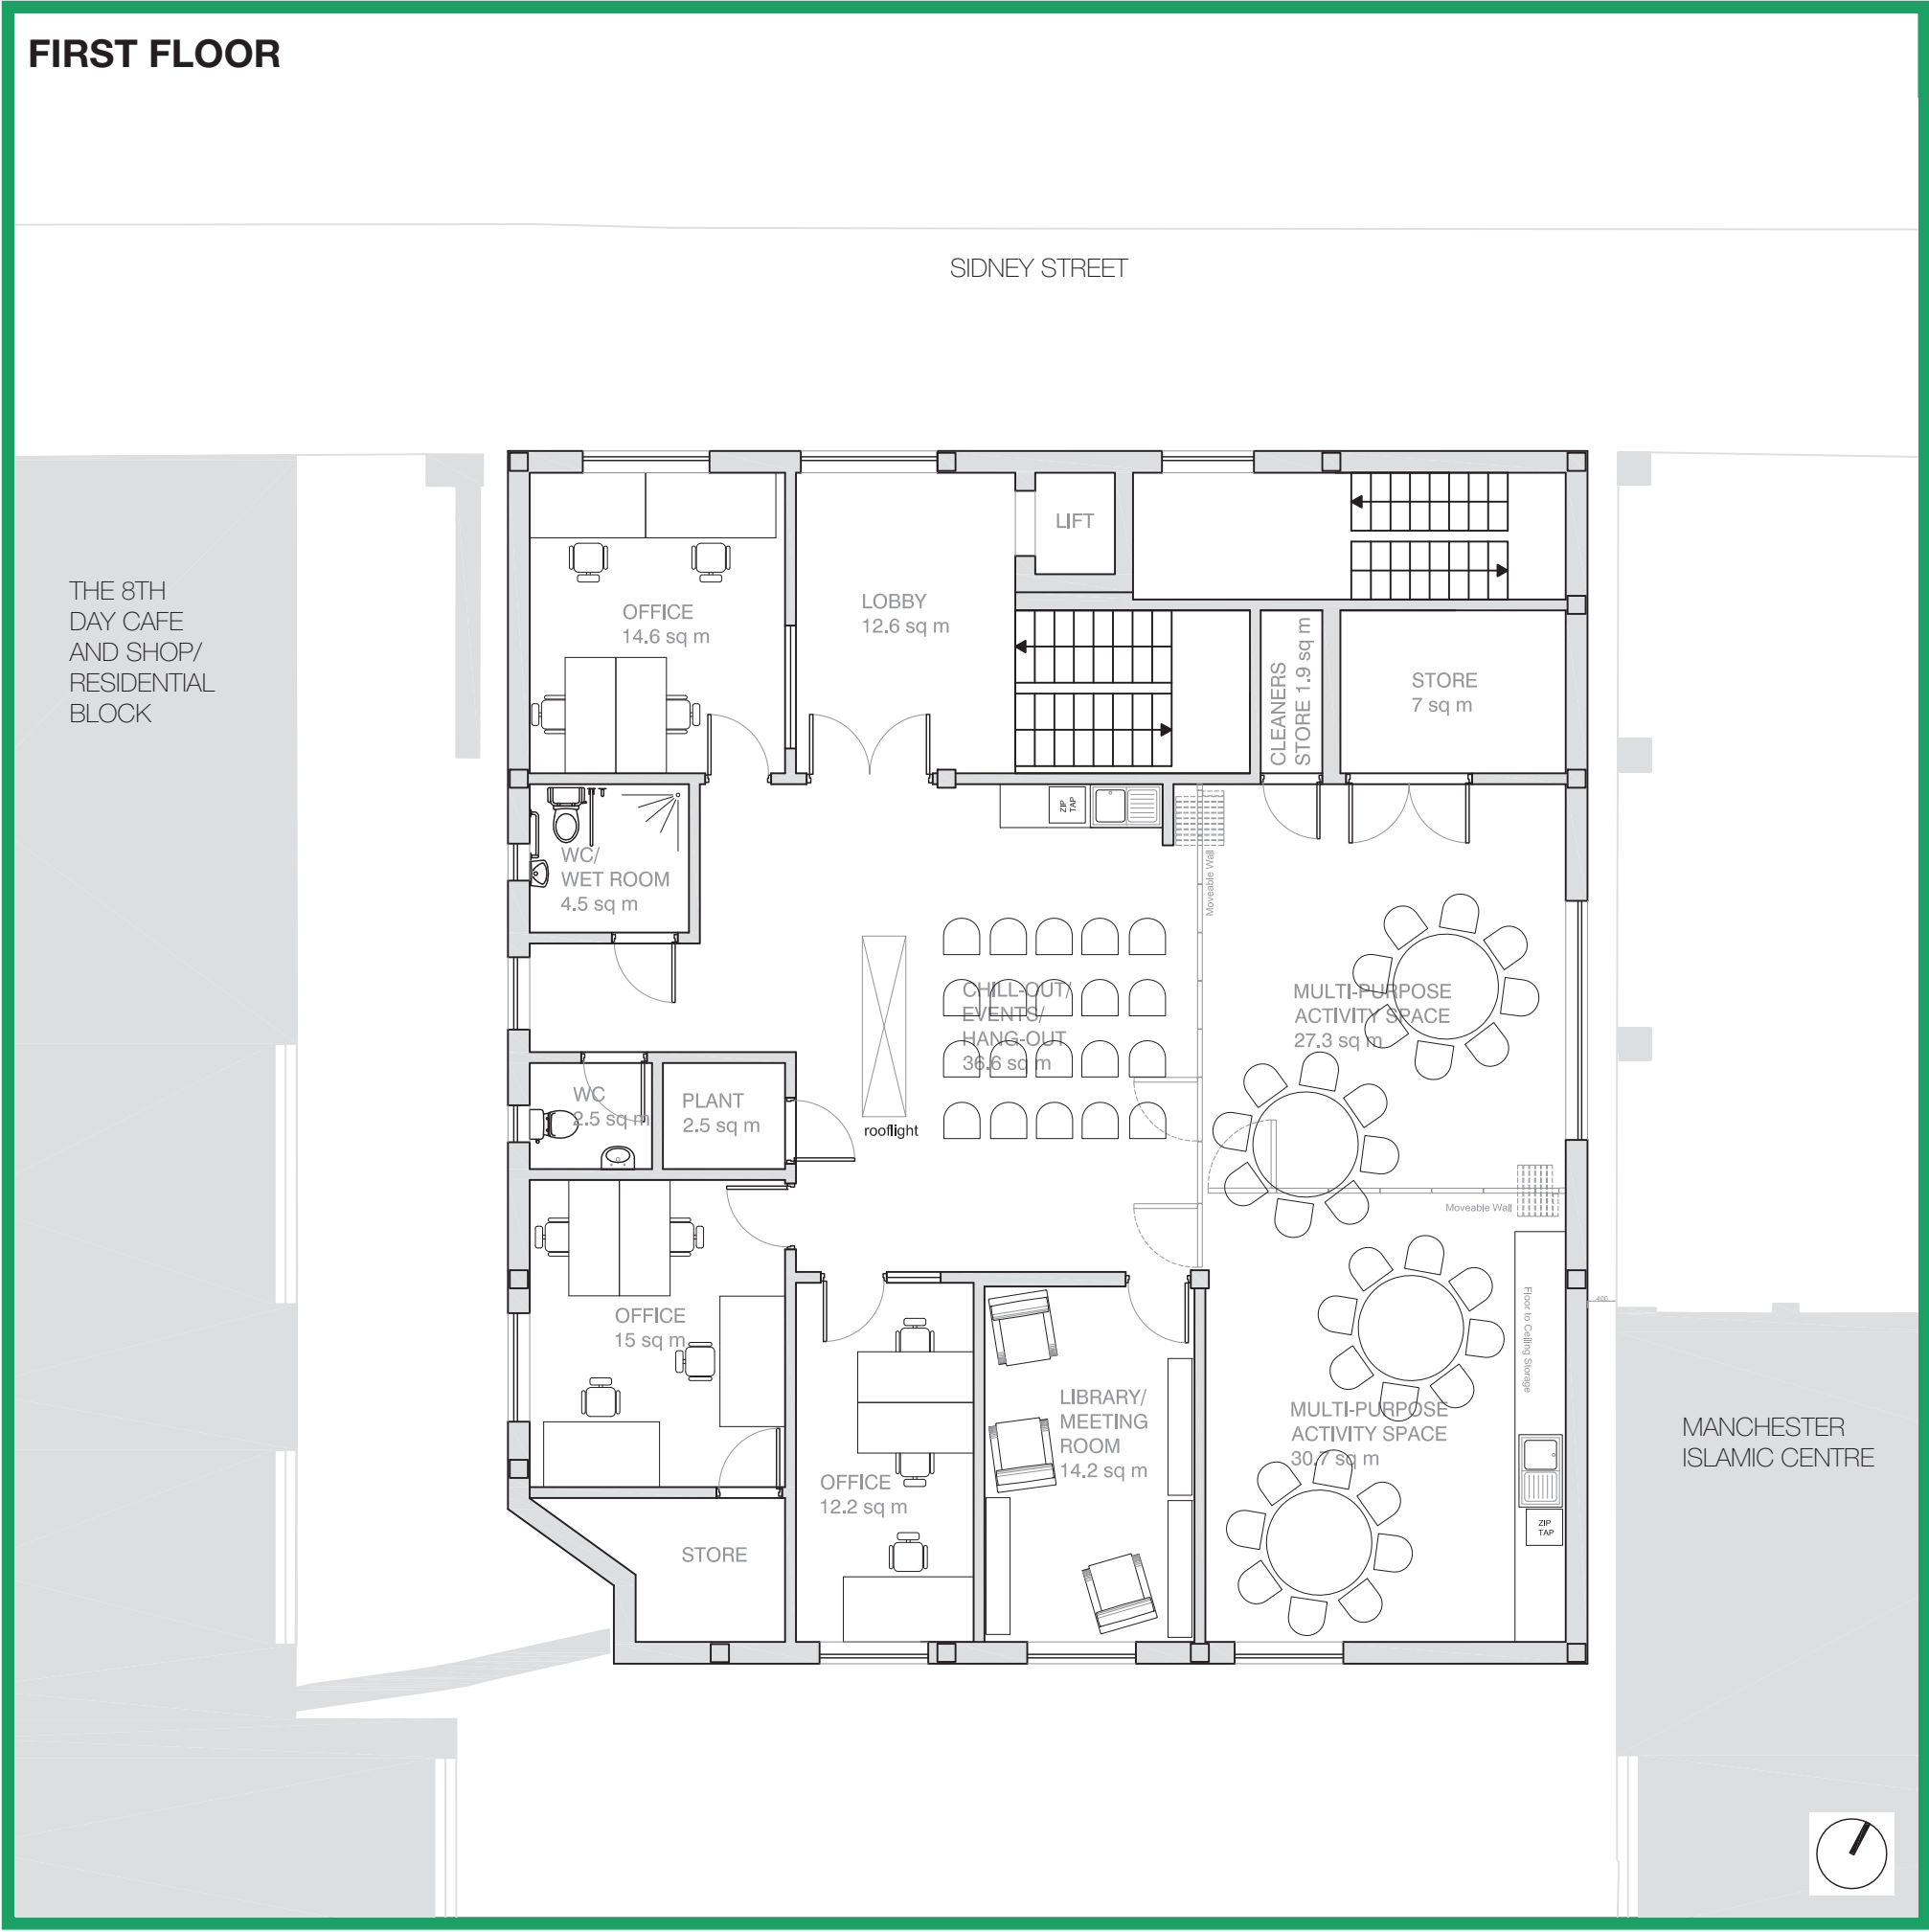 FIRST FLOOR
SIDNEY STREET
THE 8TH
DAY CAFE
AND SHOP/
RESIDENTIAL
BLOCK
OFFICE
14.6 sq m
LOBBY
12.6 sq m
LIFT
CLEANERS
STORE 1.9 sq m
STORE
7 sq m
ZIP
TAP
WC/
WET ROOM
4.5 sq m
Moveable Wall
CHILL-OUT/
EVENTS/
HANG-OUT
36.6 sq m
MULTI-PURPOSE
ACTIVITY SPACE
27.3 sq m
WC
2.5 sq m
PLANT
2.5 sq m
rooflight
Moveable Wall
OFFICE
15 sq m
Floor to Ceiling Storage
400
LIBRARY/
MEETING
ROOM
14.2 sq m
MULTI-PURPOSE
ACTIVITY SPACE
30.7 sq m
MANCHESTER
ISLAMIC CENTRE
OFFICE
12.2 sq m
ZIP
TAP
STORE